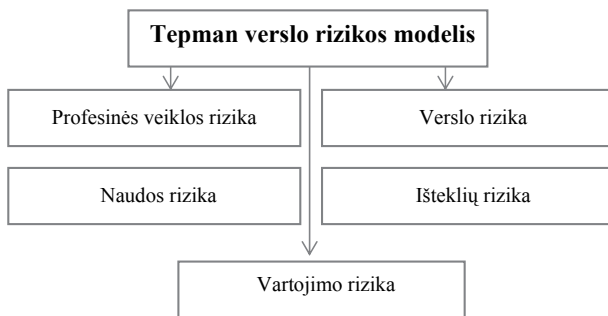 Tepman verslo rizikos modelis
Profesinės veiklos rizika
Verslo rizika
Naudos rizika
Išteklių rizika
Vartojimo rizika